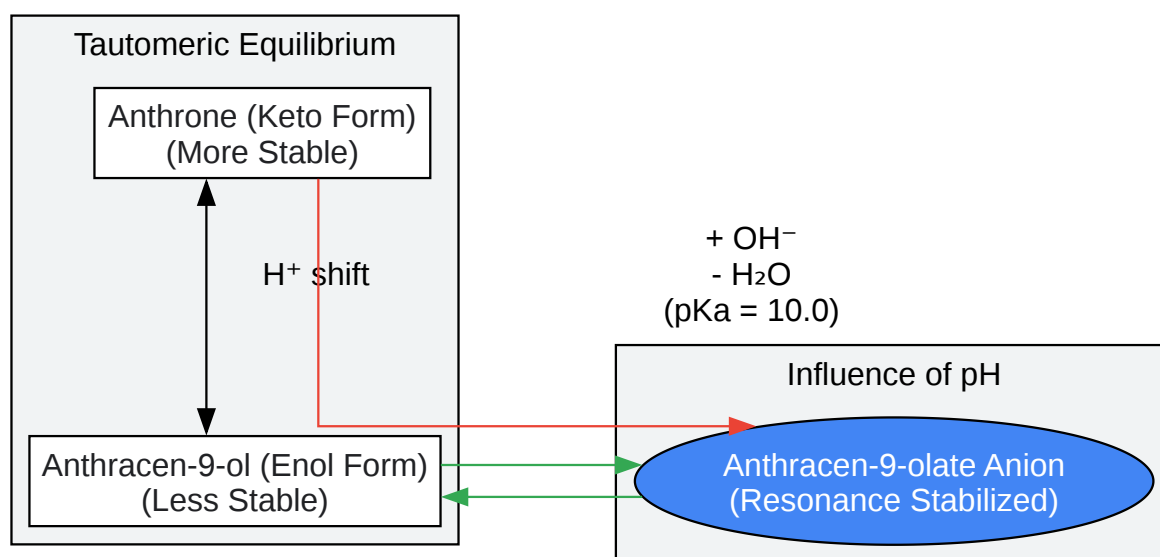 Tautomeric Equilibrium
Anthrone (Keto Form)
(More Stable)
H⁺ shift
Anthracen-9-ol (Enol Form)
(Less Stable)
+ OH⁻
- H₂O
(pKa = 10.0)
Influence of pH
Anthracen-9-olate Anion
(Resonance Stabilized)